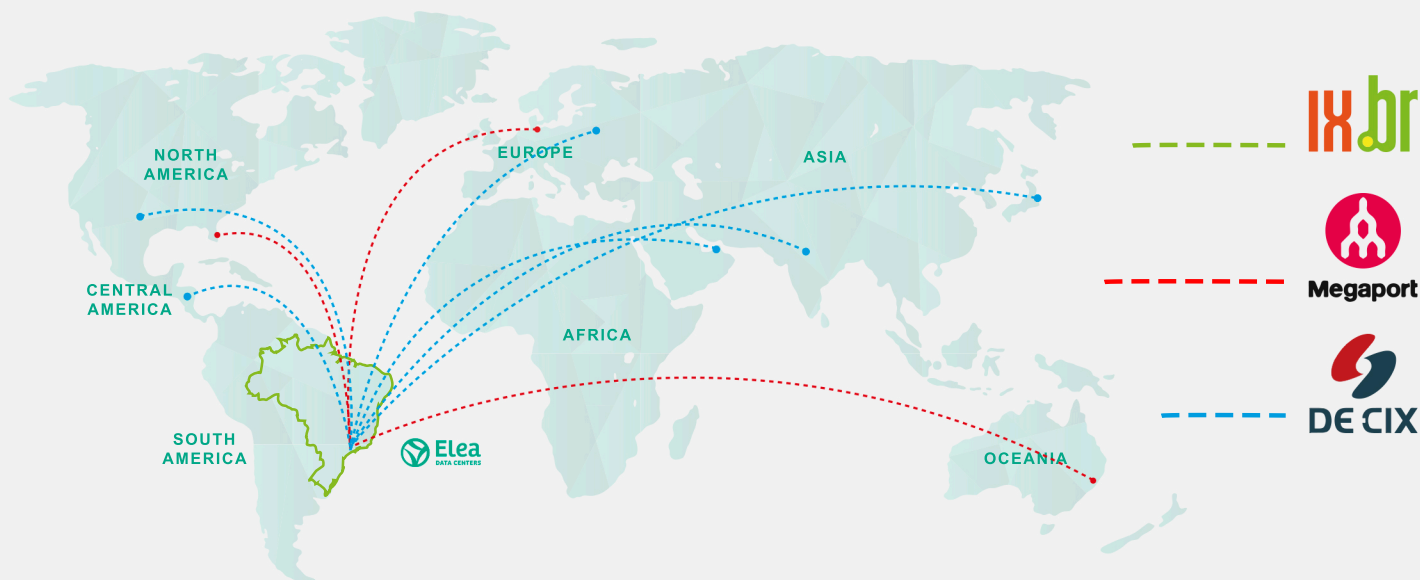 NORTH
AMERICA
CENTRAL
AMERICA
SOUTH
AMERICA
EUROPE
ASIA
AFRICA
OCEANIA
Elea
DATA CENTERS
IX.br
Megaport
DE CIX